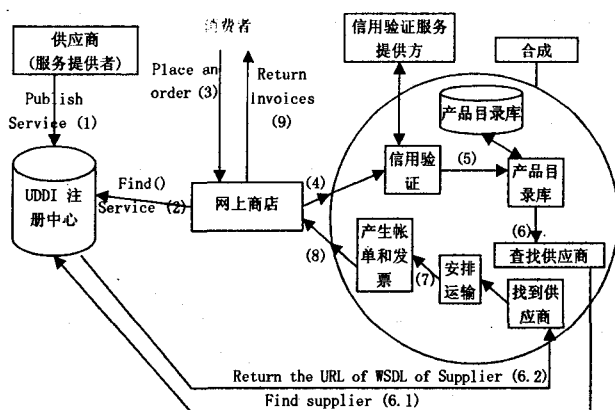 供应商
(服务提供者)
Publish
Service (1)
UDDI 注
册中心
Find()
Service (2)
消费者
Place an
order (3)
Return
invoices
(9)
网上商店
信用验证服务
提供方
合成
产品目录库
(4)
信用验
证
(5)
产品目
录库
(6)
查找供应商
找到供
应商
安排
运输
(7)
产生帐
单和发
票
(8)
Return the URL of WSDL of Supplier (6.2)
Find supplier (6.1)